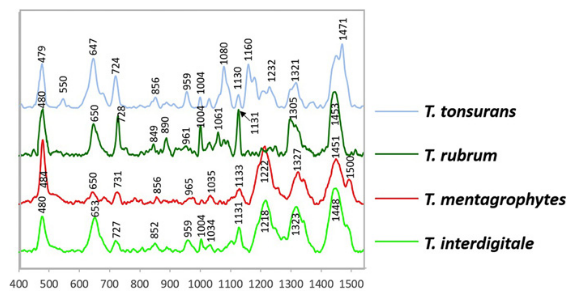 479 550 647 724 856 959 1004 1080 1130 1160 1232 1321 1471
480 650 728 849 890 961 1004 1061 1131 1305 1453
484 650 731 856 965 1035 1133 1222 1327 1451 1500
480 653 727 852 959 1004 1034 1131 1218 1323 1448
T. tonsurans
T. rubrum
T. mentagrophytes
T. interdigitale
400 500 600 700 800 900 1000 1100 1200 1300 1400 1500